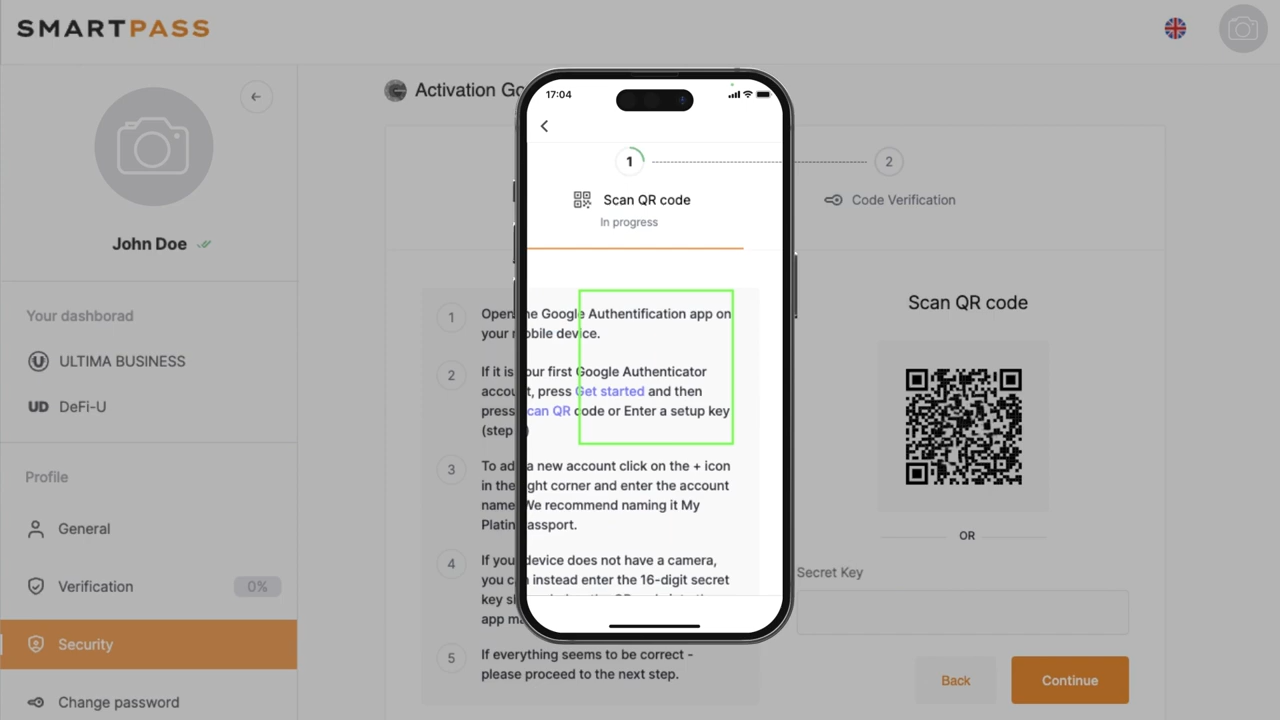 SMARTPASS
Activation Go
17:04
1
2
Scan QR code
In progress
Code Verification
John Doe
Your dashborad
ULTIMA BUSINESS
UD DeFi-U
Profile
General
Verification 0%
Security
Change password
1
Open he Google Authentification app on
your mobile device.
2
If it is our first Google Authenticator
account, press Get started and then
press can QR code or Enter a setup key
(step )
3
To add a new account click on the + icon
in the ight corner and enter the account
name. We recommend naming it My
Platin assport.
4
If your device does not have a camera,
you can instead enter the 16-digit secret
key
app
5
If everything seems to be correct -
please proceed to the next step.
Scan QR code
OR
Secret Key
Back
Continue